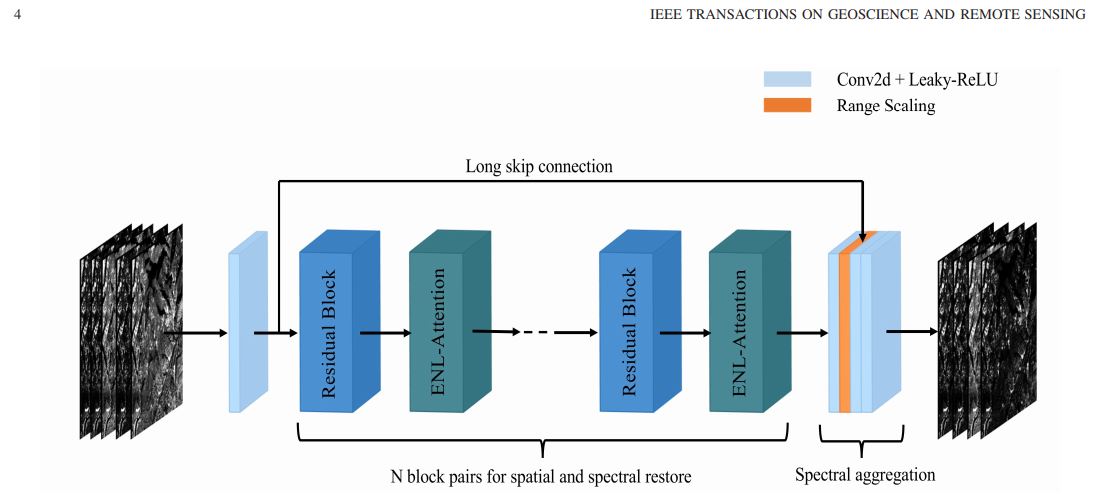 4
IEEE TRANSACTIONS ON GEOSCIENCE AND REMOTE SENSING
Conv2d + Leaky-ReLU
Range Scaling
Long skip connection
Residual Block
ENL-Attention
Residual Block
ENL-Attention
N block pairs for spatial and spectral restore
Spectral aggregation